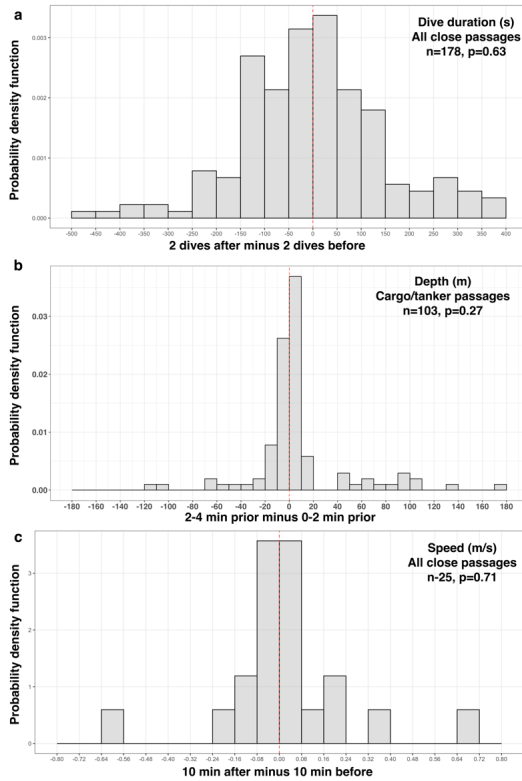 a
Dive duration (s)
All close passages
n=178, p=0.63
Probability density function
0.003
0.002
0.001
0.000
-500 -450 -400 -350 -300 -250 -200 -150 -100 -50 0 50 100 150 200 250 300 350 400
2 dives after minus 2 dives before
b
Depth (m)
Cargo/tanker passages
n=103, p=0.27
Probability density function
0.03
0.02
0.01
0.00
-180 -160 -140 -120 -100 -80 -60 -40 -20 0 20 40 60 80 100 120 140 160 180
2-4 min prior minus 0-2 min prior
c
Speed (m/s)
All close passages
n-25, p=0.71
Probability density function
3
2
1
0
-0.80 -0.72 -0.64 -0.56 -0.48 -0.40 -0.32 -0.24 -0.16 -0.08 0.00 0.08 0.16 0.24 0.32 0.40 0.48 0.56 0.64 0.72 0.80
10 min after minus 10 min before